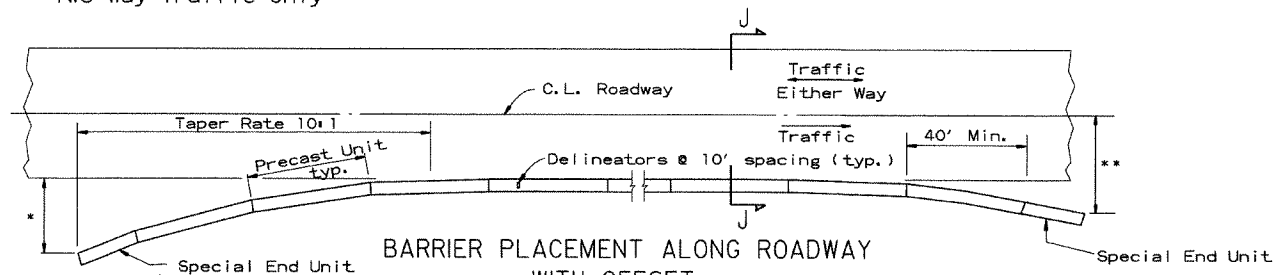 Way Traffic Only
J
Traffic
Either Way
C.L. Roadway
Taper Rate 10:1
Traffic
40' Min.
Precast Unit
typ.
Delineators @ 10' spacing (typ.)
*
**
J
BARRIER PLACEMENT ALONG ROADWAY
WITH OFFSET
Special End Unit
Special End Unit